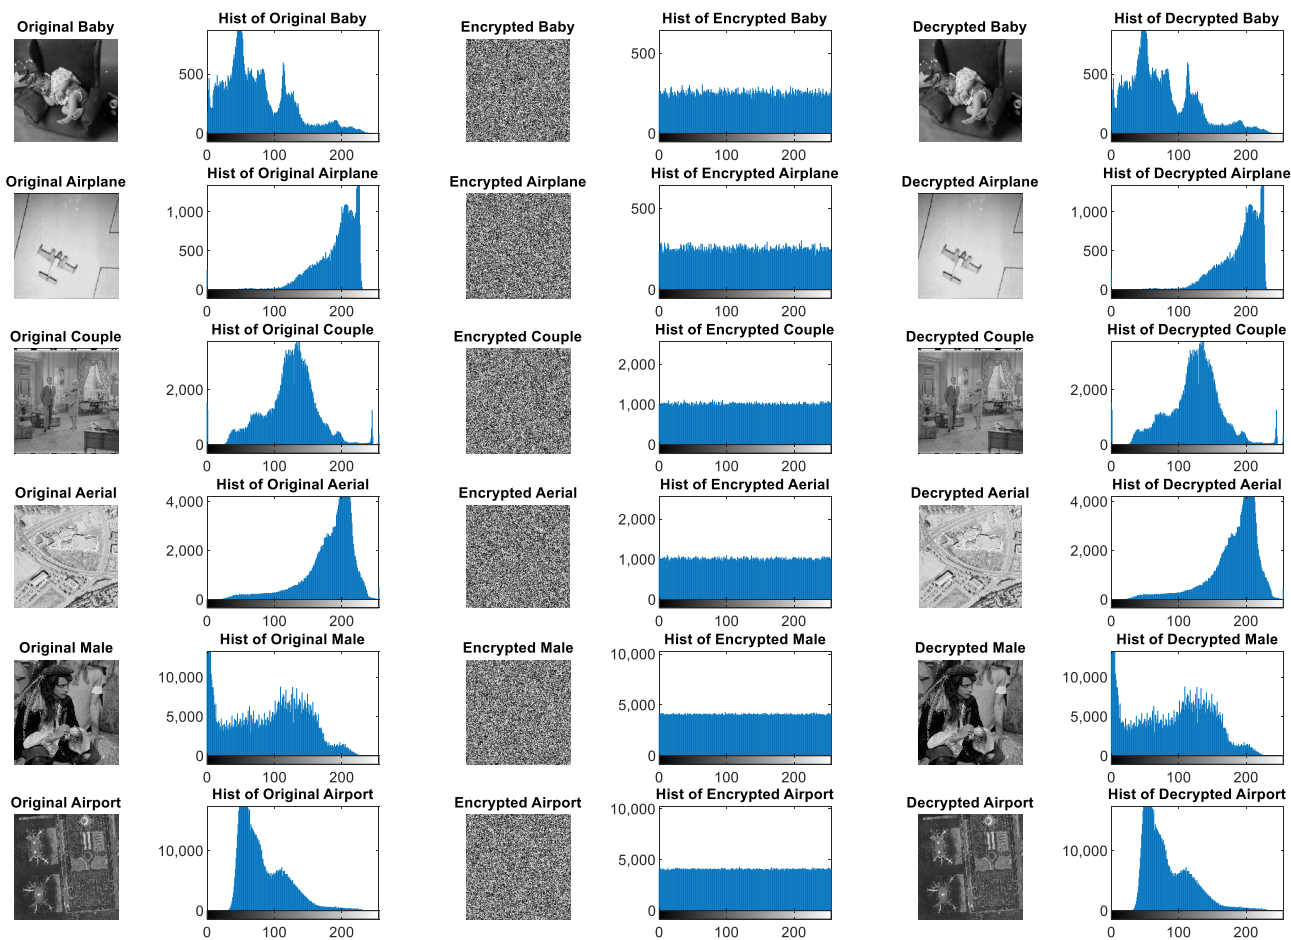 Original Baby
Hist of Original Baby
Encrypted Baby
Hist of Encrypted Baby
Decrypted Baby
Hist of Decrypted Baby
500
0
0 100 200
500
0
0 100 200
500
0
0 100 200
Original Airplane
Hist of Original Airplane
Encrypted Airplane
Hist of Encrypted Airplane
Decrypted Airplane
Hist of Decrypted Airplane
1,000
500
0
0 100 200
500
0
0 100 200
1,000
500
0
0 100 200
Original Couple
Hist of Original Couple
Encrypted Couple
Hist of Encrypted Couple
Decrypted Couple
Hist of Decrypted Couple
2,000
0
0 100 200
2,000
1,000
0
0 100 200
2,000
0
0 100 200
Original Aerial
Hist of Original Aerial
Encrypted Aerial
Hist of Encrypted Aerial
Decrypted Aerial
Hist of Decrypted Aerial
4,000
2,000
0
0 100 200
2,000
1,000
0
0 100 200
4,000
2,000
0
0 100 200
Original Male
Hist of Original Male
Encrypted Male
Hist of Encrypted Male
Decrypted Male
Hist of Decrypted Male
10,000
5,000
0
0 100 200
10,000
5,000
0
0 100 200
10,000
5,000
0
0 100 200
Original Airport
Hist of Original Airport
Encrypted Airport
Hist of Encrypted Airport
Decrypted Airport
Hist of Decrypted Airport
10,000
0
0 100 200
10,000
5,000
0
0 100 200
10,000
0
0 100 200